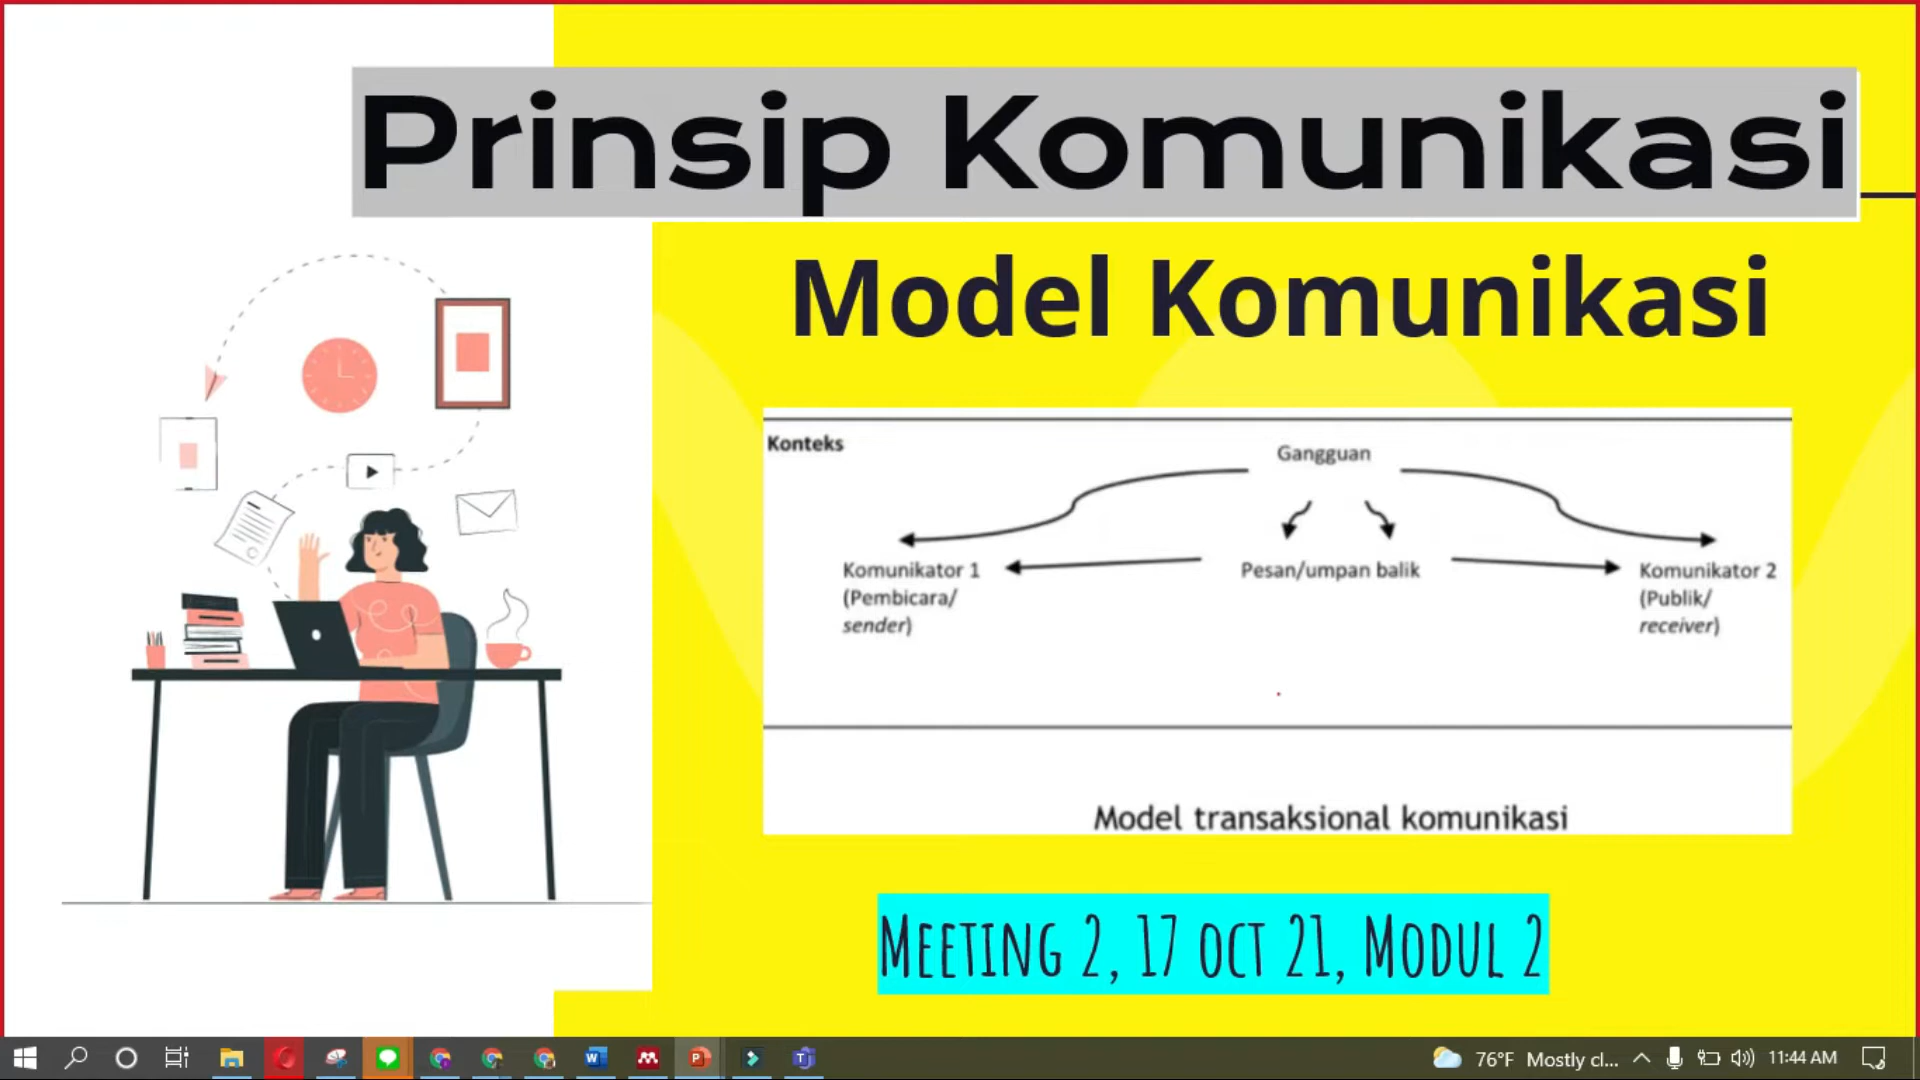 Prinsip Komunikasi
Model Komunikasi
Konteks
Gangguan
Komunikator 1
(Pembicara/
sender)
Pesan/umpan balik
Komunikator 2
(Publik/
receiver)
Model transaksional komunikasi
Meeting 2, 17 oct 21, Modul 2
76°F Mostly cl...
11:44 AM